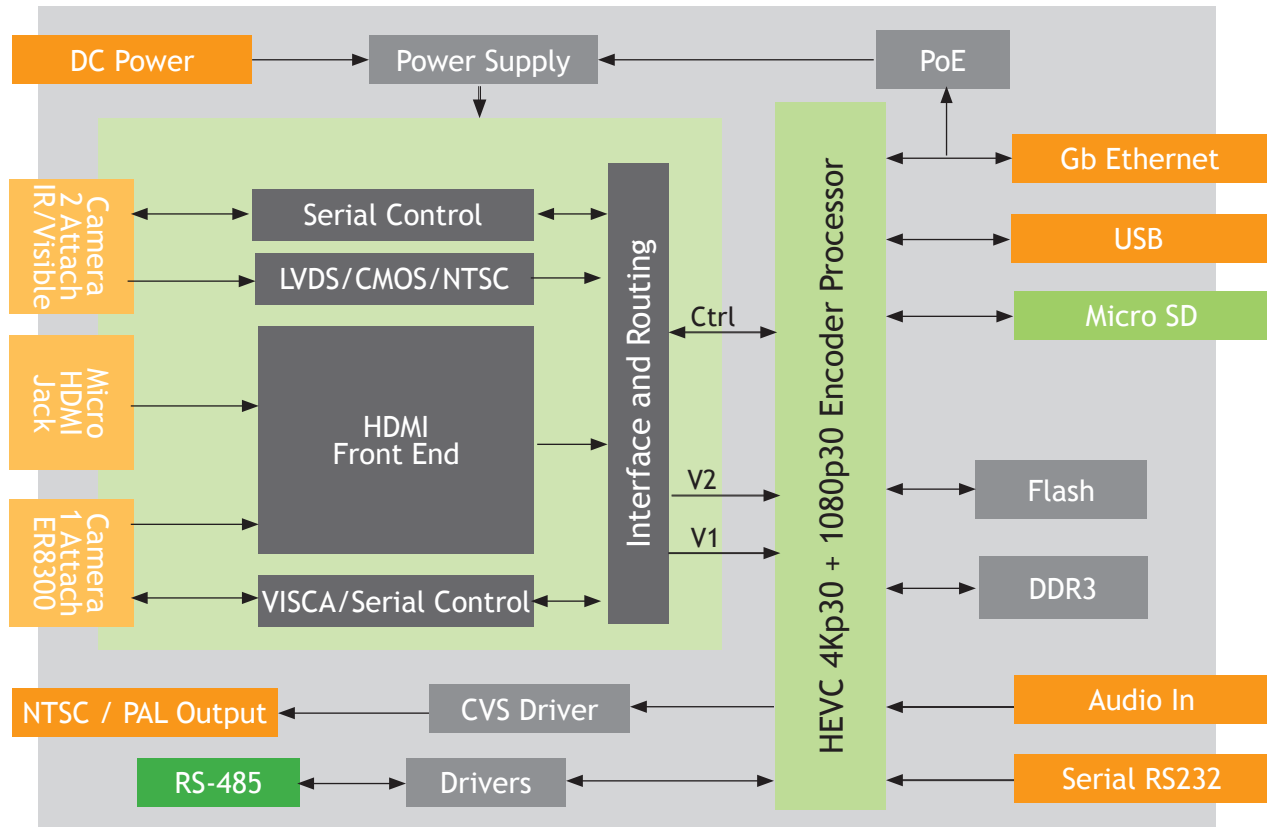 DC Power
Power Supply
PoE
Camera
2 Attach
IR/Visible
Serial Control
LVDS/CMOS/NTSC
Micro
HDMI
Jack
HDMI
Front End
Camera
1 Attach
ER8300
VISCA/Serial Control
Interface and Routing
Ctrl
V2
V1
HEVC 4Kp30 + 1080p30 Encoder Processor
Gb Ethernet
USB
Micro SD
Flash
DDR3
Audio In
Serial RS232
NTSC / PAL Output
CVS Driver
RS-485
Drivers